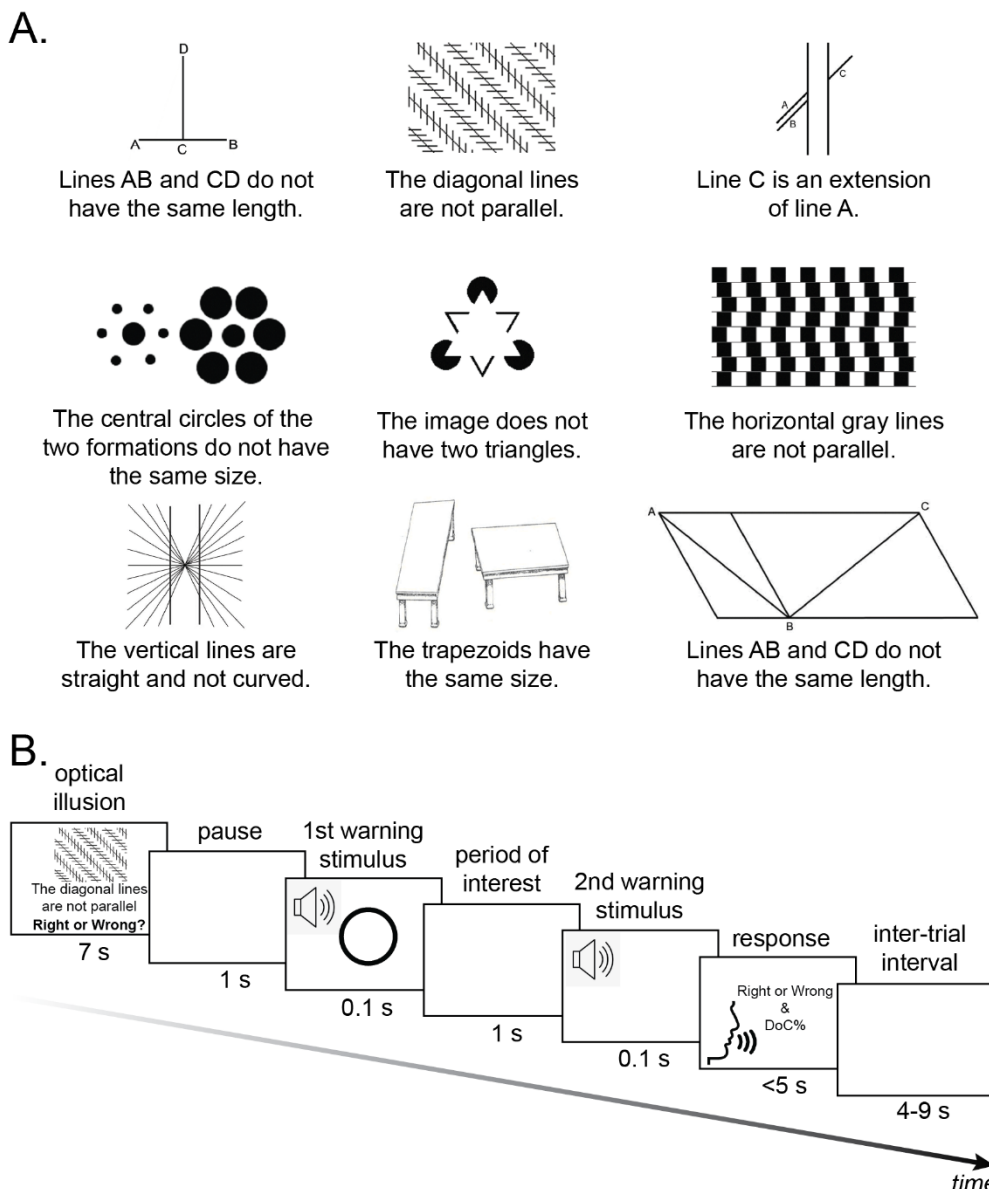 A.
D
A
C
B
Lines AB and CD do not
have the same length.
The diagonal lines
are not parallel.
A
B
C
Line C is an extension
of line A.
The central circles of the
two formations do not have
the same size.
The image does not
have two triangles.
The horizontal gray lines
are not parallel.
The vertical lines are
straight and not curved.
The trapezoids have
the same size.
A
C
B
Lines AB and CD do not
have the same length.
B.
optical
illusion
The diagonal lines
are not parallel
Right or Wrong?
7 s
pause
1 s
1st warning
stimulus
0.1 s
period of
interest
1 s
2nd warning
stimulus
0.1 s
response
Right or Wrong
&
DoC%
<5 s
inter-trial
interval
4-9 s
time